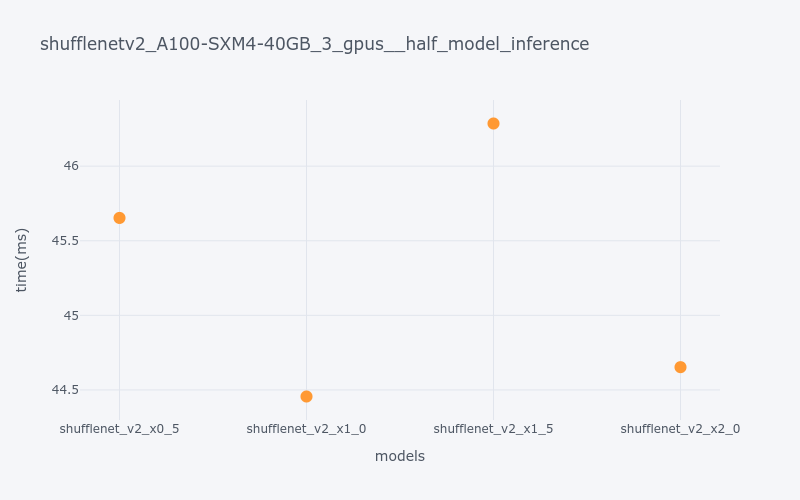 shufflenetv2_A100-SXM4-40GB_3_gpus__half_model_inference
46
45.5
45
44.5
time(ms)
shufflenet_v2_x0_5
shufflenet_v2_x1_0
shufflenet_v2_x1_5
shufflenet_v2_x2_0
models